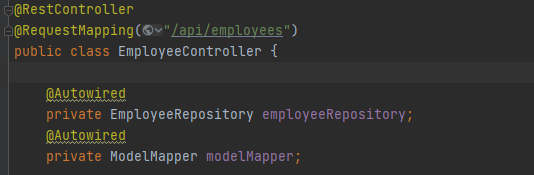 @RestController
@RequestMapping("/api/employees")
public class EmployeeController {
@Autowired
private EmployeeRepository employeeRepository;
@Autowired
private ModelMapper modelMapper;